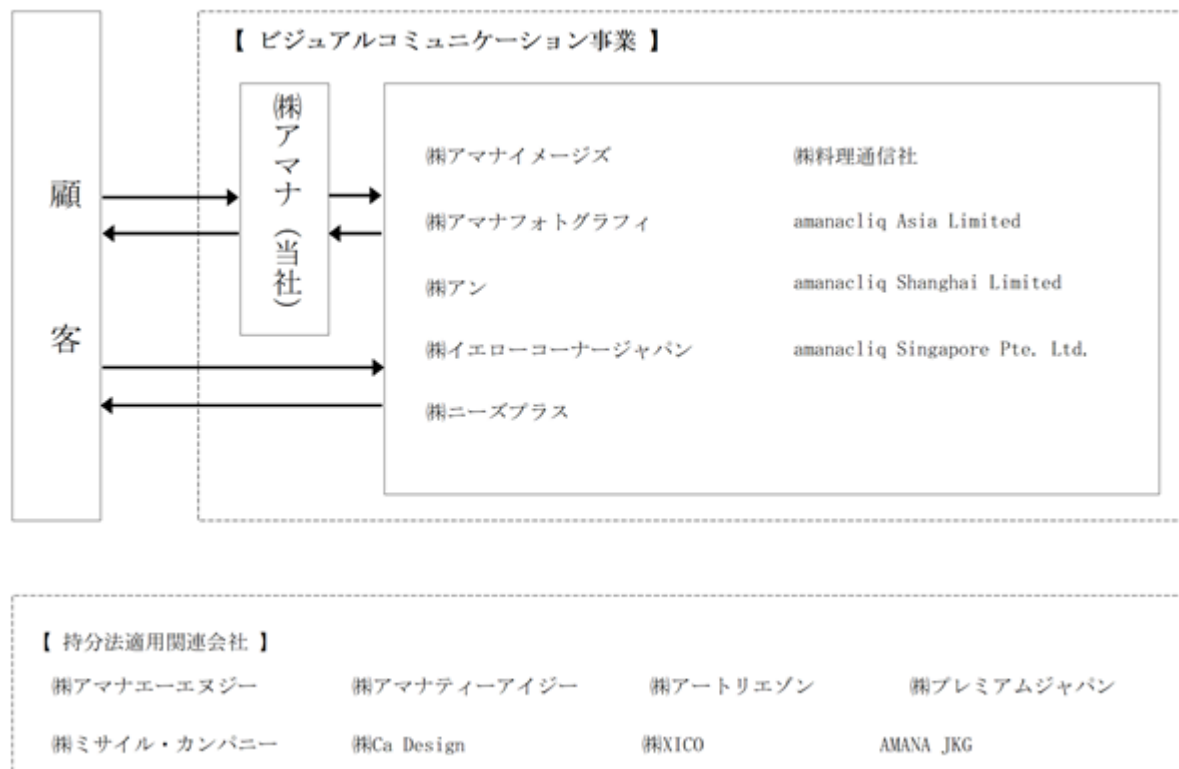 【 ビジュアルコミュニケーション事業 】
顧客
㈱アマナ（当社）
㈱アマナイメージズ
㈱アマナフォトグラフィ
㈱アン
㈱イエローコーナージャパン
㈱ニーズプラス
㈱料理通信社
amanacliq Asia Limited
amanacliq Shanghai Limited
amanacliq Singapore Pte. Ltd.
【 持分法適用関連会社 】
㈱アマナエーエヌジー ㈱アマナティーアイジー ㈱アートリエゾン ㈱プレミアムジャパン
㈱ミサイル・カンパニー ㈱Ca Design ㈱XICO AMANA JKG